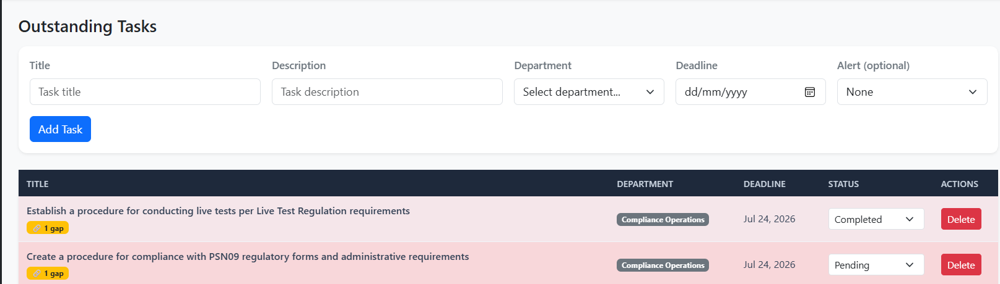 Outstanding Tasks
Title Description Department Deadline Alert (optional)
Task title Task description Select department... dd/mm/yyyy None
Add Task
TITLE DEPARTMENT DEADLINE STATUS ACTIONS
Establish a procedure for conducting live tests per Live Test Regulation requirements
1 gap
Compliance Operations Jul 24, 2026 Completed Delete
Create a procedure for compliance with PSN09 regulatory forms and administrative requirements
1 gap
Compliance Operations Jul 24, 2026 Pending Delete